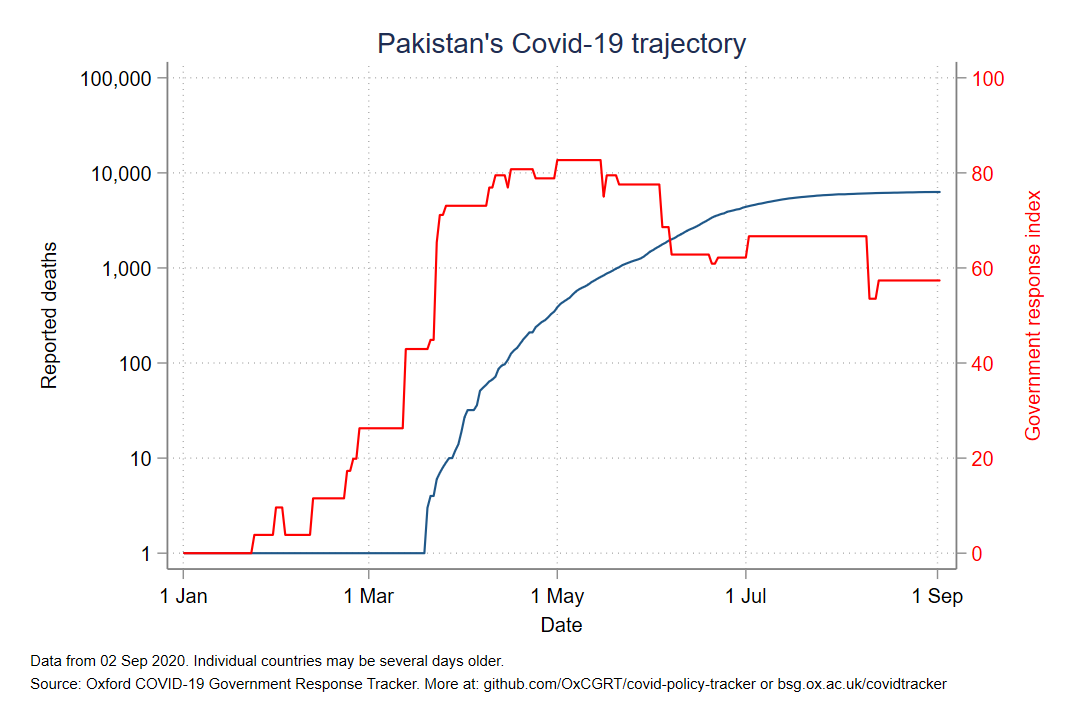 Pakistan's Covid-19 trajectory
100,000
10,000
1,000
100
10
1
Reported deaths
100
80
60
40
20
0
Government response index
1 Jan
1 Mar
1 May
1 Jul
1 Sep
Date
Data from 02 Sep 2020. Individual countries may be several days older.
Source: Oxford COVID-19 Government Response Tracker. More at: github.com/OxCGRT/covid-policy-tracker or bsg.ox.ac.uk/covidtracker